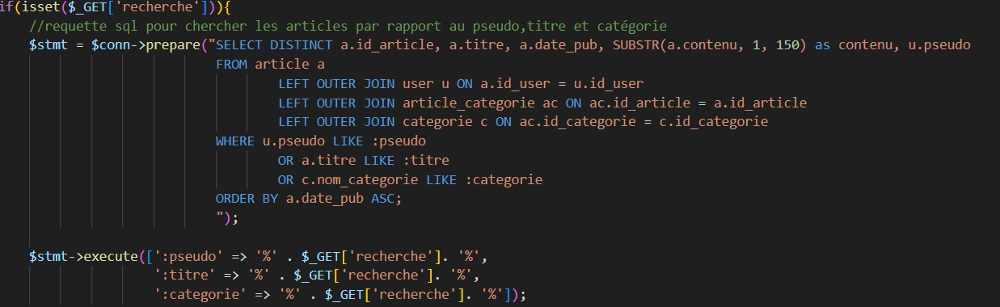 if(isset($_GET['recherche'])){
//requette sql pour chercher les articles par rapport au pseudo,titre et catégorie
$stmt = $conn->prepare("SELECT DISTINCT a.id_article, a.titre, a.date_pub, SUBSTR(a.contenu, 1, 150) as contenu, u.pseudo
FROM article a
LEFT OUTER JOIN user u ON a.id_user = u.id_user
LEFT OUTER JOIN article_categorie ac ON ac.id_article = a.id_article
LEFT OUTER JOIN categorie c ON ac.id_categorie = c.id_categorie
WHERE u.pseudo LIKE :pseudo
OR a.titre LIKE :titre
OR c.nom_categorie LIKE :categorie
ORDER BY a.date_pub ASC;
");
$stmt->execute([':pseudo' => '%' . $_GET['recherche']. '%',
':titre' => '%' . $_GET['recherche']. '%',
':categorie' => '%' . $_GET['recherche']. '%']);